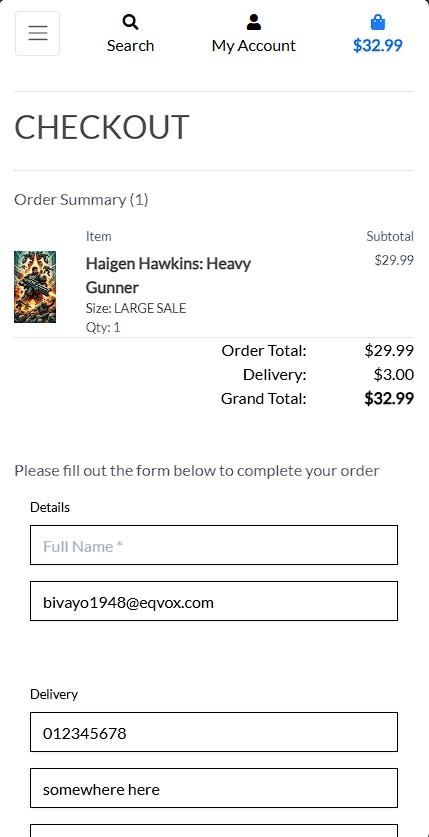 Search
My Account
$32.99
CHECKOUT
Order Summary (1)
Item
Subtotal
Haigen Hawkins: Heavy
Gunner
$29.99
Size: LARGE SALE
Qty: 1
Order Total: $29.99
Delivery: $3.00
Grand Total: $32.99
Please fill out the form below to complete your order
Details
Full Name *
bivayo1948@eqvox.com
Delivery
012345678
somewhere here